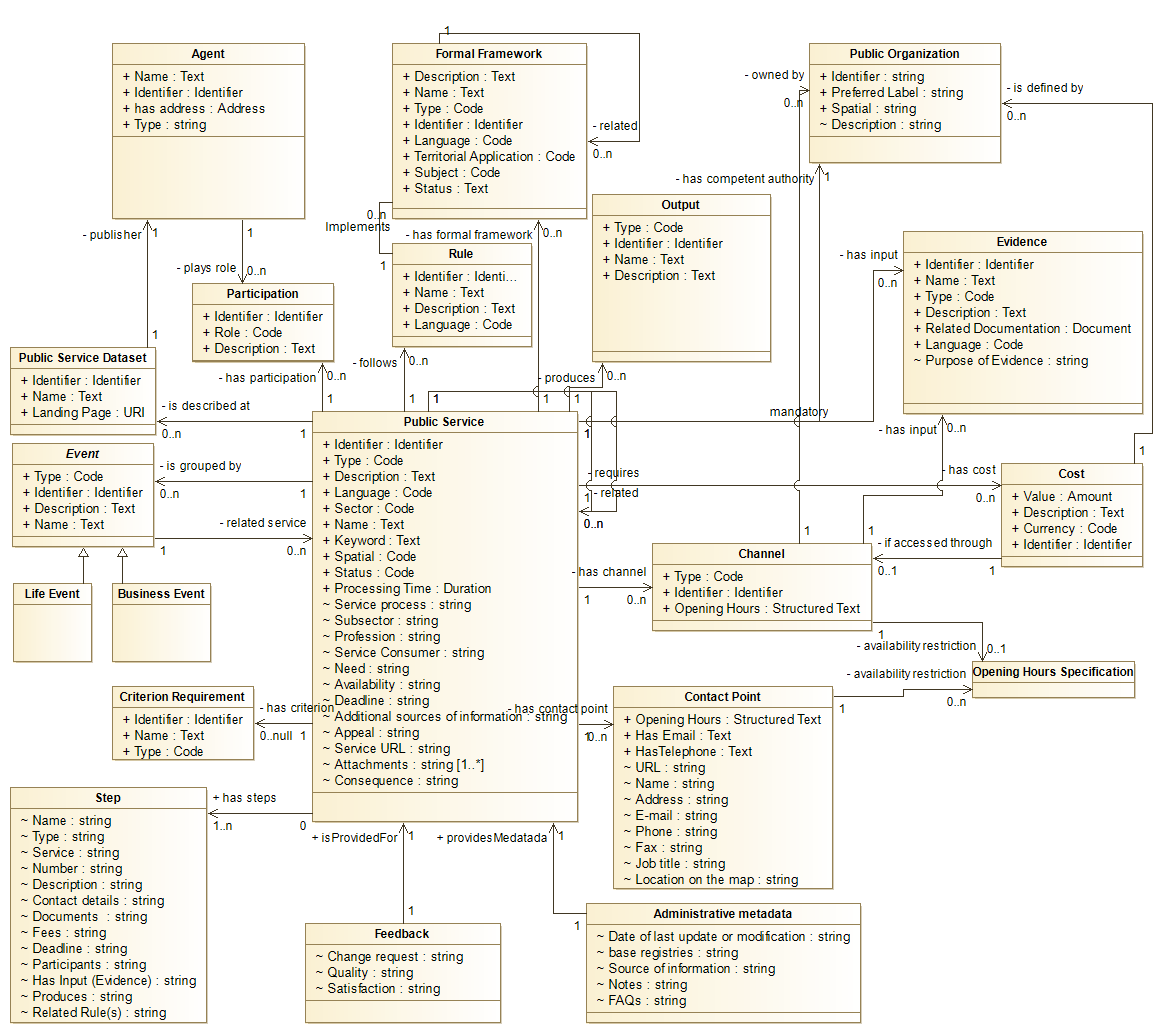 Agent
+ Name : Text
+ Identifier : Identifier
+ has address : Address
+ Type : string
1
Formal Framework
+ Description : Text
+ Name : Text
+ Type : Code
+ Identifier : Identifier
+ Language : Code
+ Territorial Application : Code
+ Subject : Code
+ Status : Text
- related
0..n
Public Organization
+ Identifier : string
+ Preferred Label : string
+ Spatial : string
~ Description : string
- owned by
0..n
- is defined by
0..n
- has competent authority
1
Output
+ Type : Code
+ Identifier : Identifier
+ Name : Text
+ Description : Text
0..n
Implements
1
- has formal framework
0..n
Rule
+ Identifier : Identi...
+ Name : Text
+ Description : Text
+ Language : Code
Evidence
+ Identifier : Identifier
+ Name : Text
+ Type : Code
+ Description : Text
+ Related Documentation : Document
+ Language : Code
~ Purpose of Evidence : string
- has input
0..n
- publisher
1
1
1
- plays role
0..n
Participation
+ Identifier : Identifier
+ Role : Code
+ Description : Text
Public Service Dataset
+ Identifier : Identifier
+ Name : Text
+ Landing Page : URI
- has participation
0..n
1
- follows
0..n
1
1
1
- produces
0..n
1
- is described at
0..n
1
mandatory
1
- has input
0..n
Event
+ Type : Code
+ Identifier : Identifier
+ Description : Text
+ Name : Text
- is grouped by
0..n
1
- related service
1
0..n
Life Event
Business Event
Public Service
+ Identifier : Identifier
+ Type : Code
+ Description : Text
+ Language : Code
+ Sector : Code
+ Name : Text
+ Keyword : Text
+ Spatial : Code
+ Status : Code
+ Processing Time : Duration
~ Service process : string
~ Subsector : string
~ Profession : string
~ Service Consumer : string
~ Need : string
~ Availability : string
~ Deadline : string
~ Additional sources of information : string
~ Appeal : string
~ Service URL : string
~ Attachments : string [1..*]
~ Consequence : string
- requires
1
- related
0..n
- has cost
0..n
1
Cost
+ Value : Amount
+ Description : Text
+ Currency : Code
+ Identifier : Identifier
1
1
- if accessed through
0..1
1
Channel
+ Type : Code
+ Identifier : Identifier
+ Opening Hours : Structured Text
- has channel
1
0..n
1
- availability restriction
0..1
- availability restriction
1
0..n
Opening Hours Specification
Criterion Requirement
+ Identifier : Identifier
+ Name : Text
+ Type : Code
- has criterion
0..null
1
- has contact point
1
0..n
Contact Point
+ Opening Hours : Structured Text
+ Has Email : Text
+ HasTelephone : Text
~ URL : string
~ Name : string
~ Address : string
~ E-mail : string
~ Phone : string
~ Fax : string
~ Job title : string
~ Location on the map : string
Step
~ Name : string
~ Type : string
~ Service : string
~ Number : string
~ Description : string
~ Contact details : string
~ Documents : string
~ Fees : string
~ Deadline : string
~ Participants : string
~ Has Input (Evidence) : string
~ Produces : string
~ Related Rule(s) : string
+ has steps
1..n
0
+ isProvidedFor
1
1
+ providesMedatada
1
1
Feedback
~ Change request : string
~ Quality : string
~ Satisfaction : string
Administrative metadata
~ Date of last update or modification : string
~ base registries : string
~ Source of information : string
~ Notes : string
~ FAQs : string